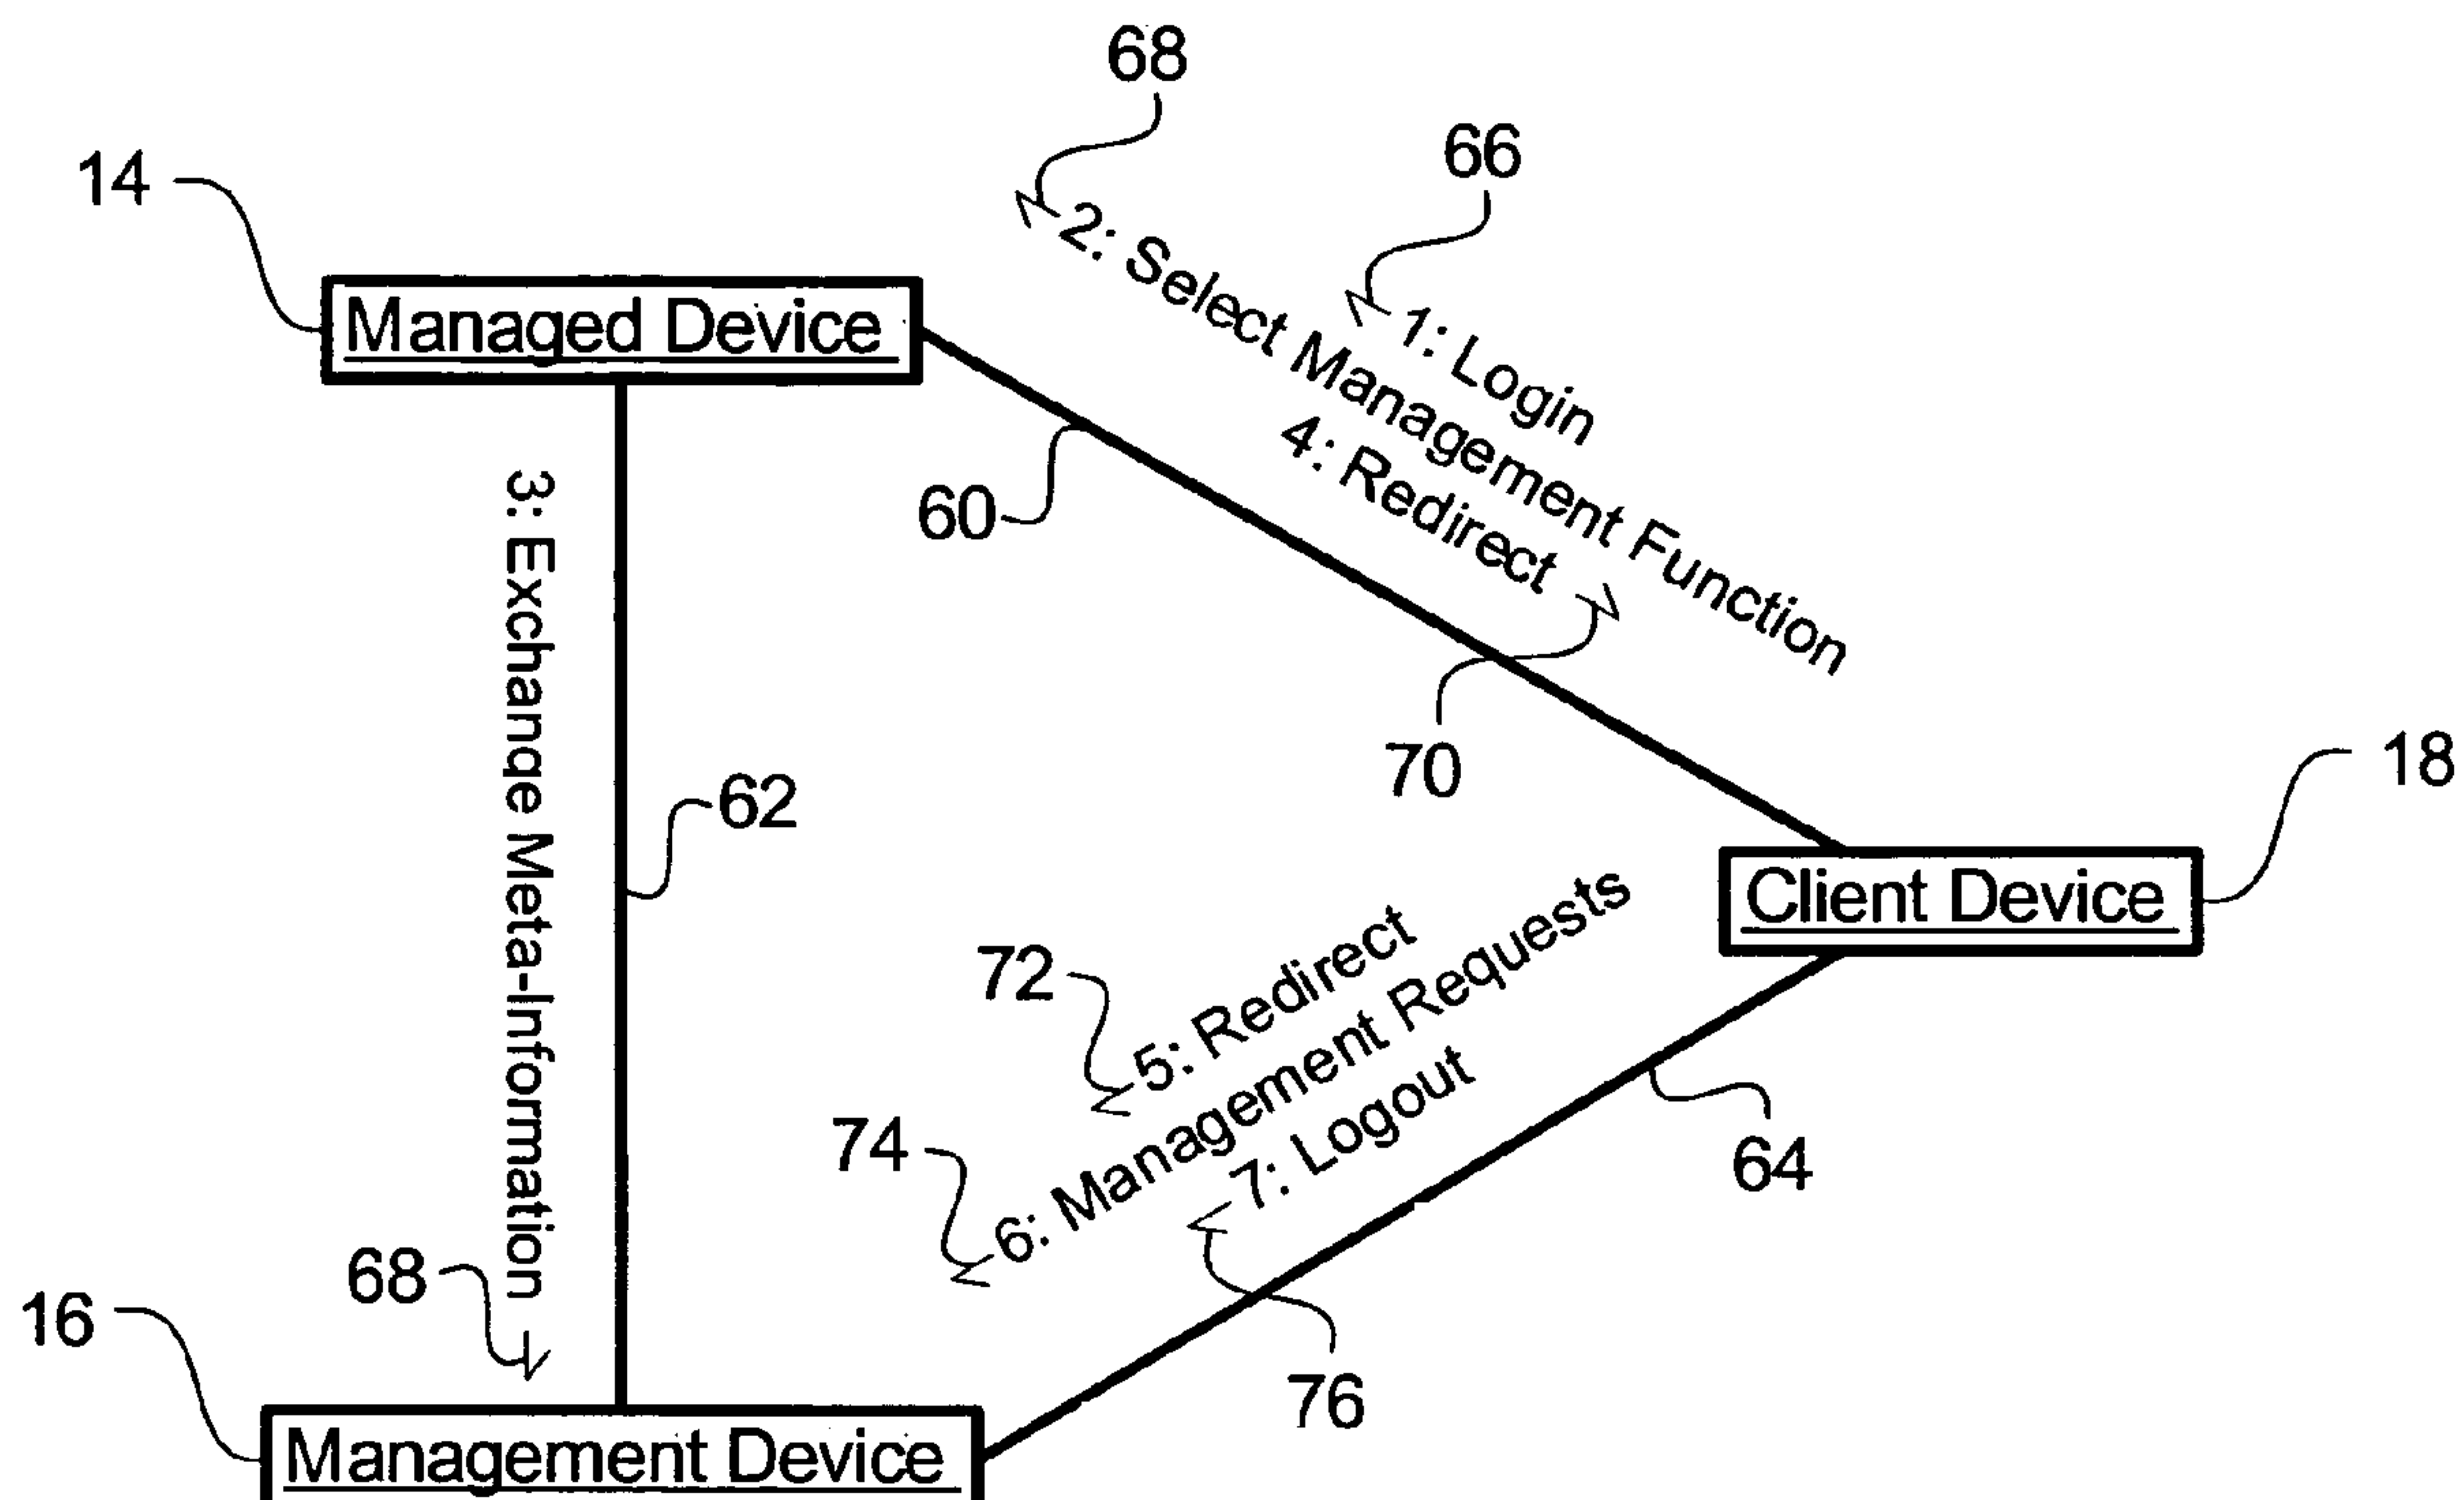 68
66
14
2: Select Management Function
1: Login
4: Redirect
Managed Device
60
70
18
3: Exchange Meta-Information
62
Client Device
72
5: Redirect
74
6: Management Requests
7: Logout
64
68
16
76
Management Device